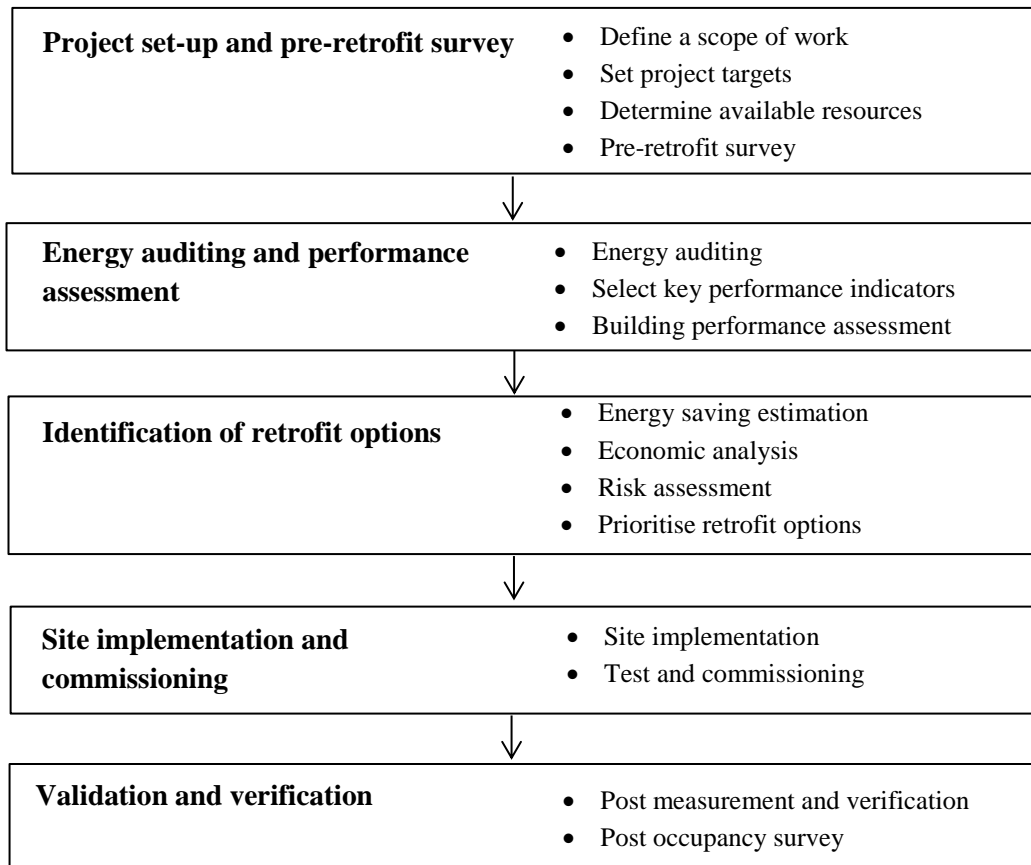 Project set-up and pre-retrofit survey
• Define a scope of work
• Set project targets
• Determine available resources
• Pre-retrofit survey
Energy auditing and performance
assessment
• Energy auditing
• Select key performance indicators
• Building performance assessment
Identification of retrofit options
• Energy saving estimation
• Economic analysis
• Risk assessment
• Prioritise retrofit options
Site implementation and
commissioning
• Site implementation
• Test and commissioning
Validation and verification
• Post measurement and verification
• Post occupancy survey